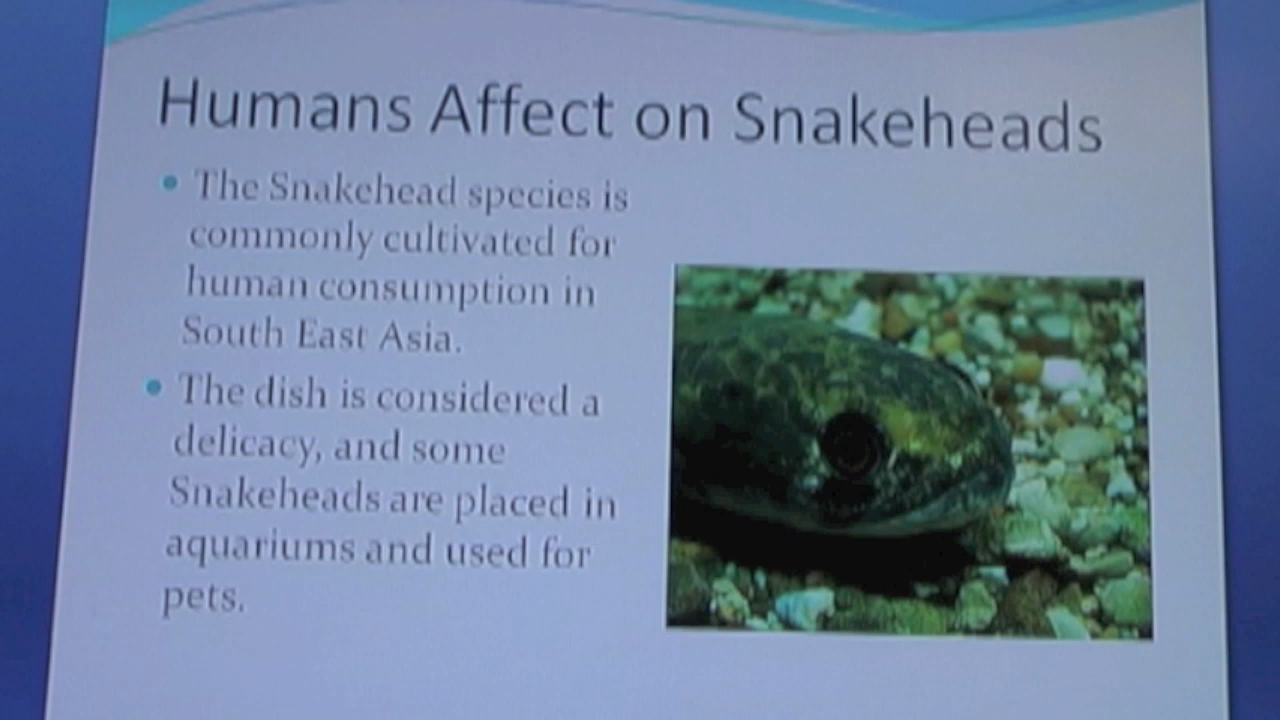 Humans Affect on Snakeheads
• The Snakehead species is
commonly cultivated for
human consumption in
South East Asia.
• The dish is considered a
delicacy, and some
Snakeheads are placed in
aquariums and used for
pets.